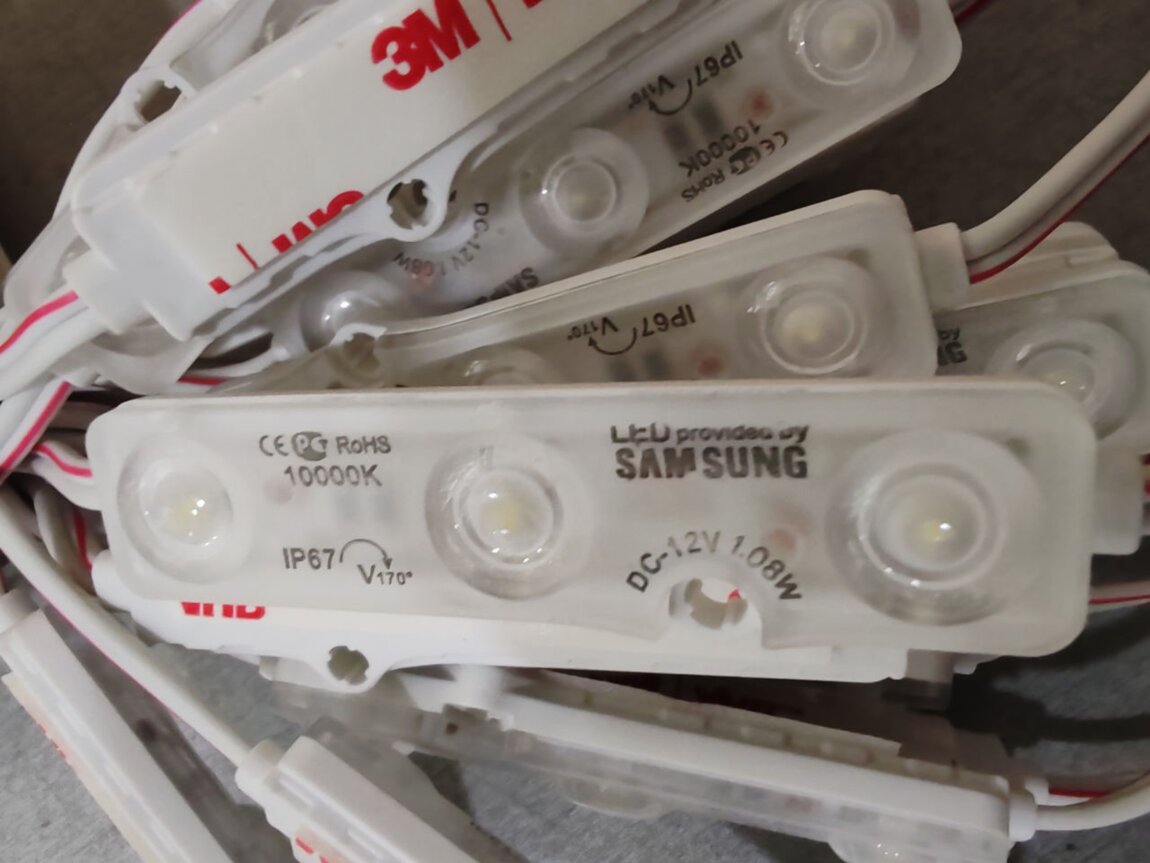 3M
IP67 V170°
10000K
CE RoHS
DC-12V 1.08W
IP67 V170°
CE RoHS
10000K
IP67 V170°
LED provided by
SAMSUNG
DC-12V 1.08W
VHB